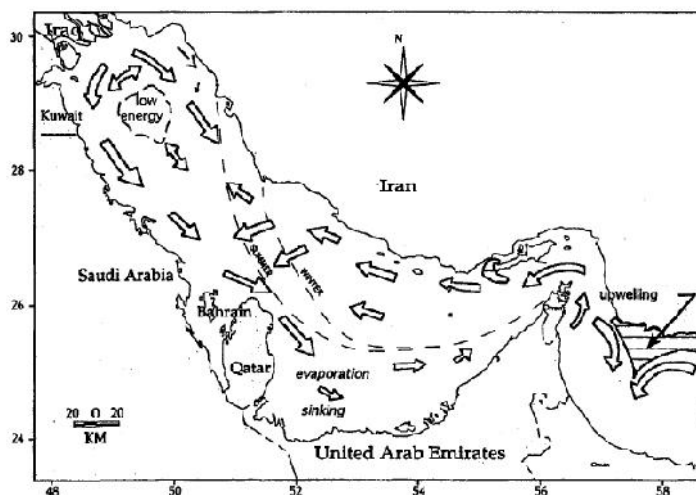 30
Iraq
N
low
energy
Kuwait
28
Iran
SUMMER
WINTER
Saudi Arabia
upwelling
26
Bahrain
Qatar
evaporation
sinking
20 0 20
KM
24
United Arab Emirates
48
50
52
54
56
58